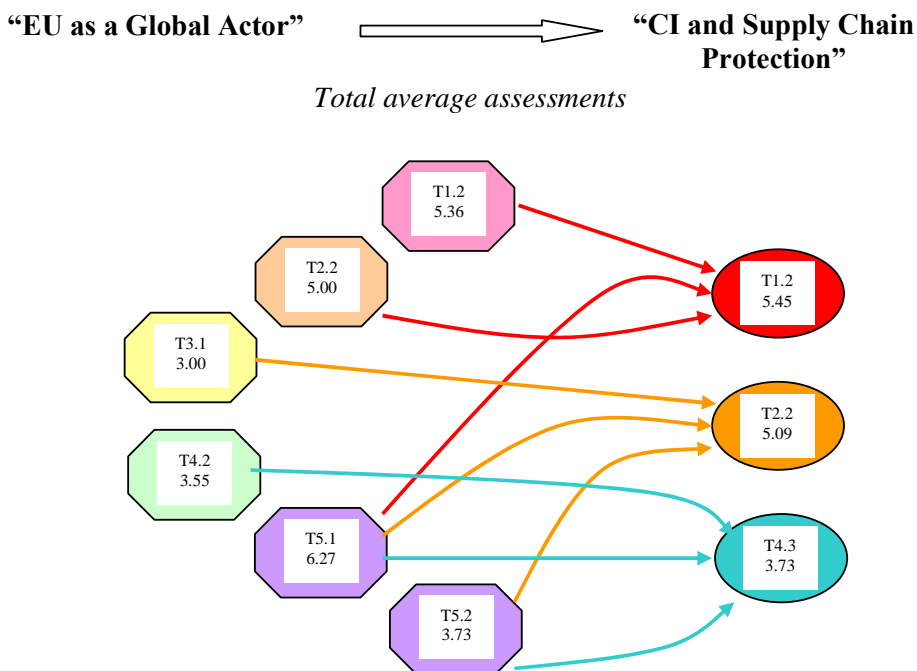 “EU as a Global Actor”
“CI and Supply Chain
Protection”
Total average assessments
T1.2
5.36
T2.2
5.00
T1.2
5.45
T3.1
3.00
T2.2
5.09
T4.2
3.55
T5.1
6.27
T4.3
3.73
T5.2
3.73